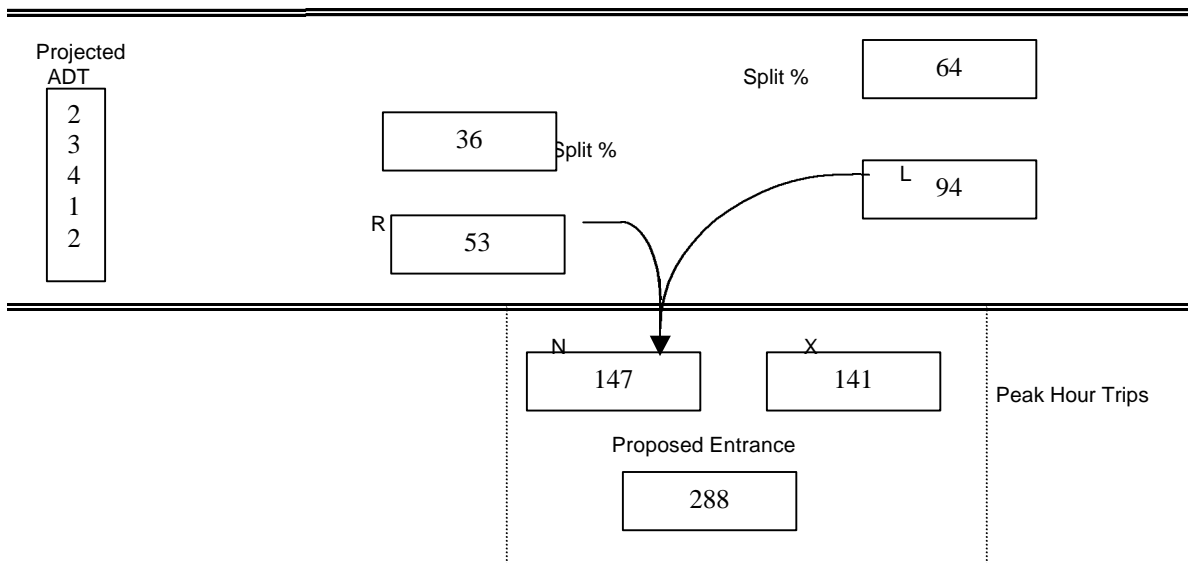 Projected
ADT
2
3
4
1
2
36
Split %
R
53
Split %
64
L
94
N
147
X
141
Peak Hour Trips
Proposed Entrance
288